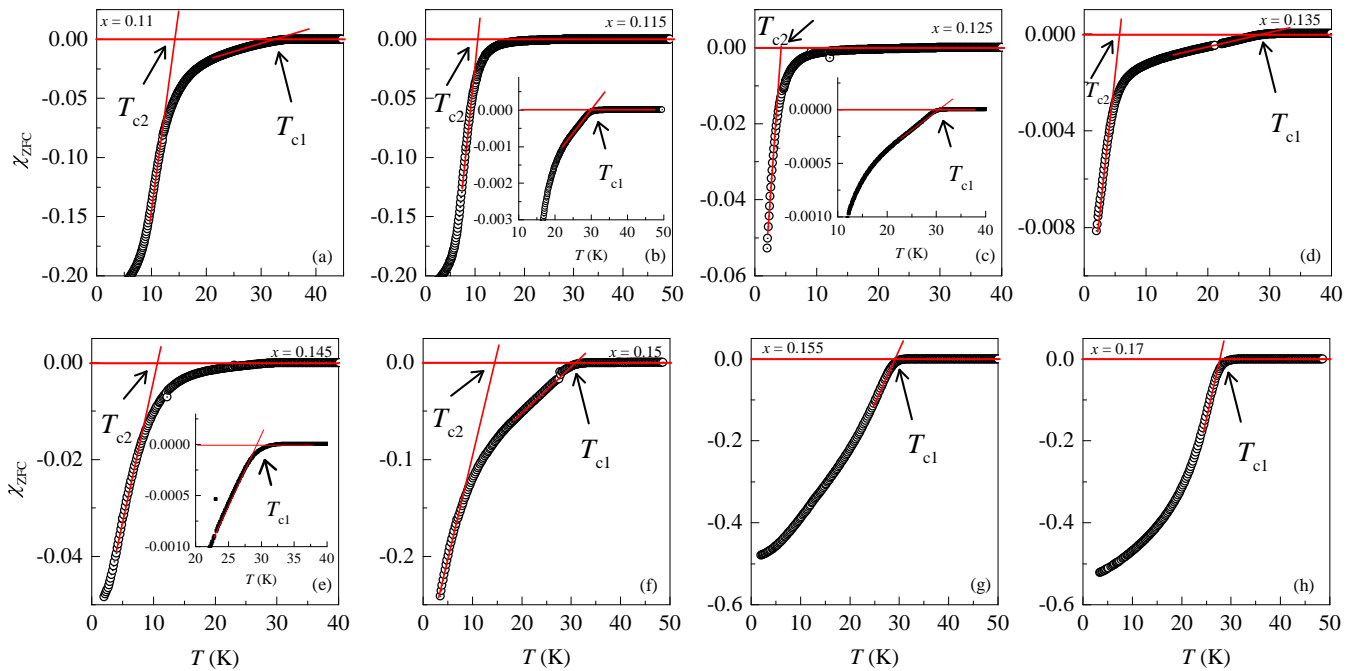 x = 0.11
0.00
-0.05
-0.10
-0.15
-0.20
χZFC
Tc2
Tc1
(a)
0 10 20 30 40
x = 0.115
0.00
-0.05
-0.10
-0.15
-0.20
Tc2
0.000
-0.001
-0.002
-0.003
Tc1
10 20 30 40 50
T (K)
(b)
0 10 20 30 40 50
Tc2
x = 0.125
0.00
-0.02
-0.04
-0.06
0.0000
-0.0005
-0.0010
Tc1
10 20 30 40
T (K)
(c)
0 10 20 30 40
x = 0.135
0.000
-0.004
-0.008
Tc2
Tc1
(d)
0 10 20 30 40
x = 0.145
0.00
-0.02
-0.04
χZFC
Tc2
0.0000
-0.0005
-0.0010
Tc1
20 25 30 35 40
T (K)
(e)
0 10 20 30 40
T (K)
x = 0.15
0.0
-0.1
-0.2
Tc2
Tc1
(f)
0 10 20 30 40 50
T (K)
x = 0.155
0.0
-0.2
-0.4
-0.6
Tc1
(g)
0 10 20 30 40 50
T (K)
x = 0.17
0.0
-0.2
-0.4
-0.6
Tc1
(h)
0 10 20 30 40 50
T (K)